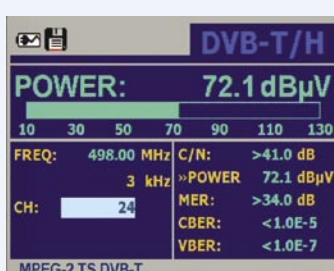 DVB-T/H
POWER: 72.1 dBµV
10 30 50 70 90 110 130
FREQ: 498.00 MHz
3 kHz
CH: 24
C/N: >41.0 dB
»POWER 72.1 dBµV
MER: >34.0 dB
CBER: <1.0E-5
VBER: <1.0E-7
MPEG-2 TS DVB-T